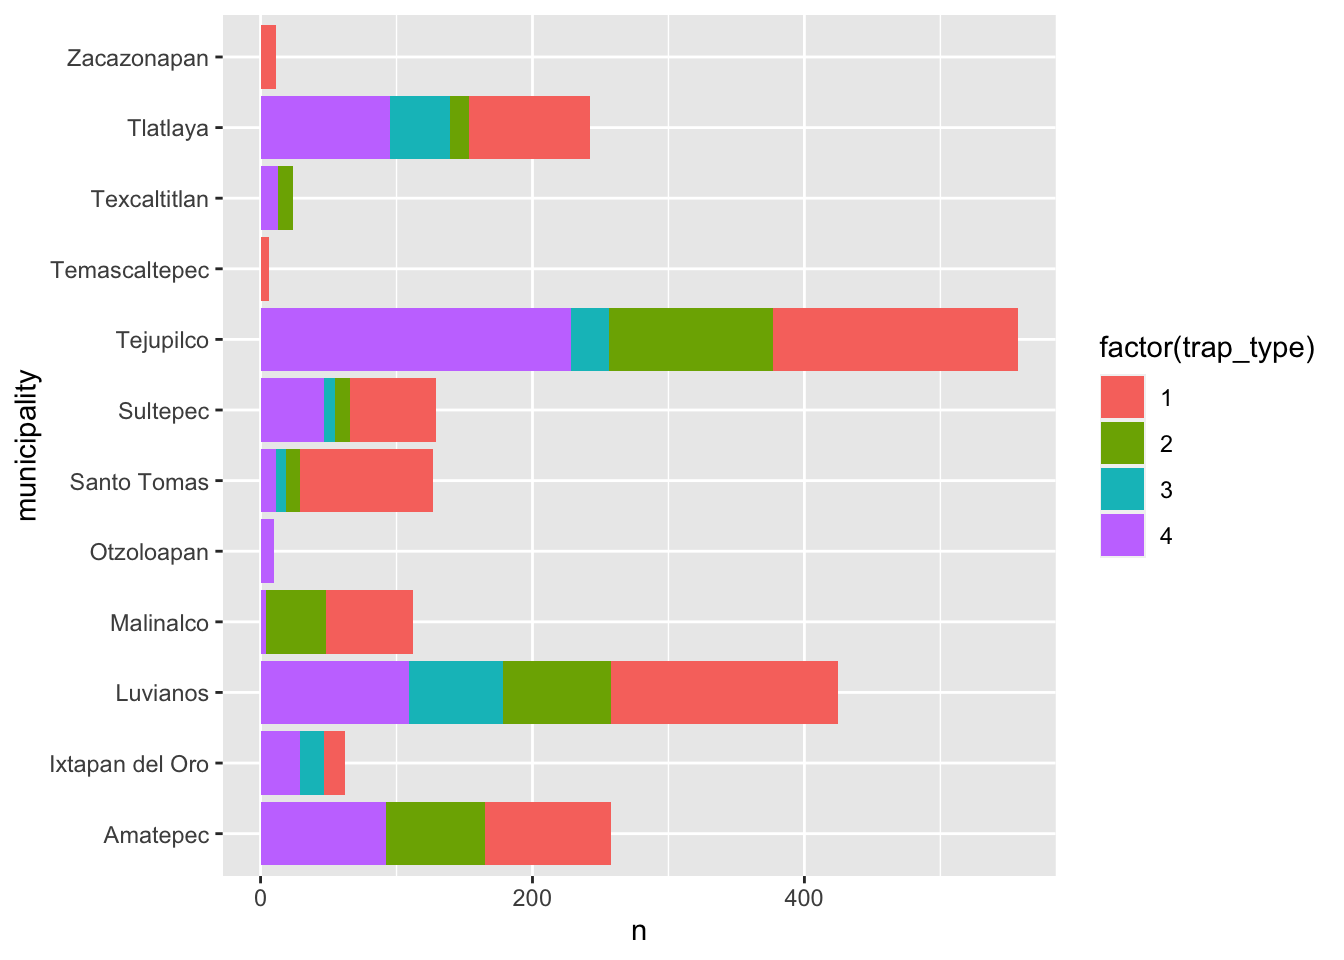 Zacazonapan
Tlatlaya
Texcaltitlan
Temascaltepec
Tejupilco
Sultepec
Santo Tomas
Otzoloapan
Malinalco
Luvianos
Ixtapan del Oro
Amatepec
municipality
0 200 400
n
factor(trap_type)
1
2
3
4